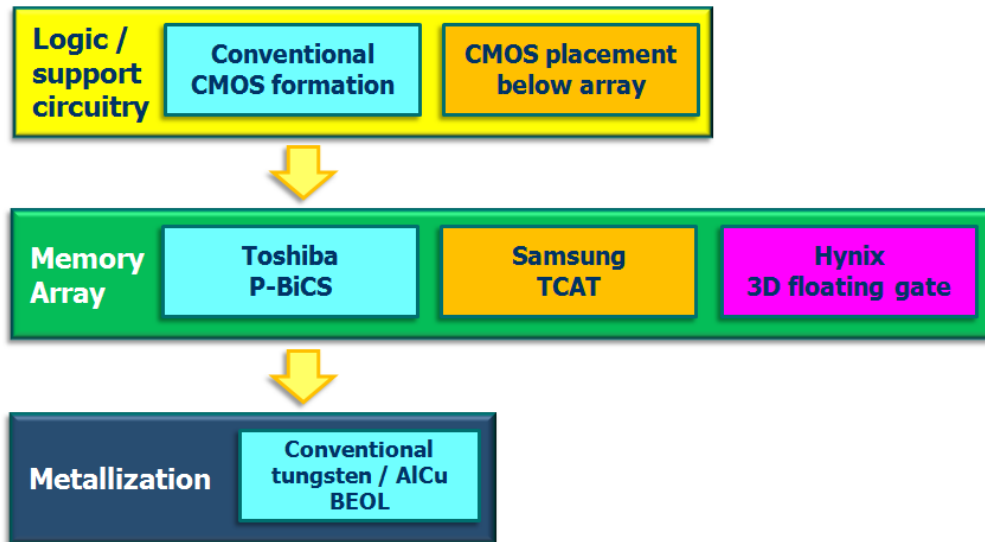 Logic /
support
circuitry
Conventional
CMOS formation
CMOS placement
below array
Memory
Array
Toshiba
P-BiCS
Samsung
TCAT
Hynix
3D floating gate
Metallization
Conventional
tungsten / AlCu
BEOL